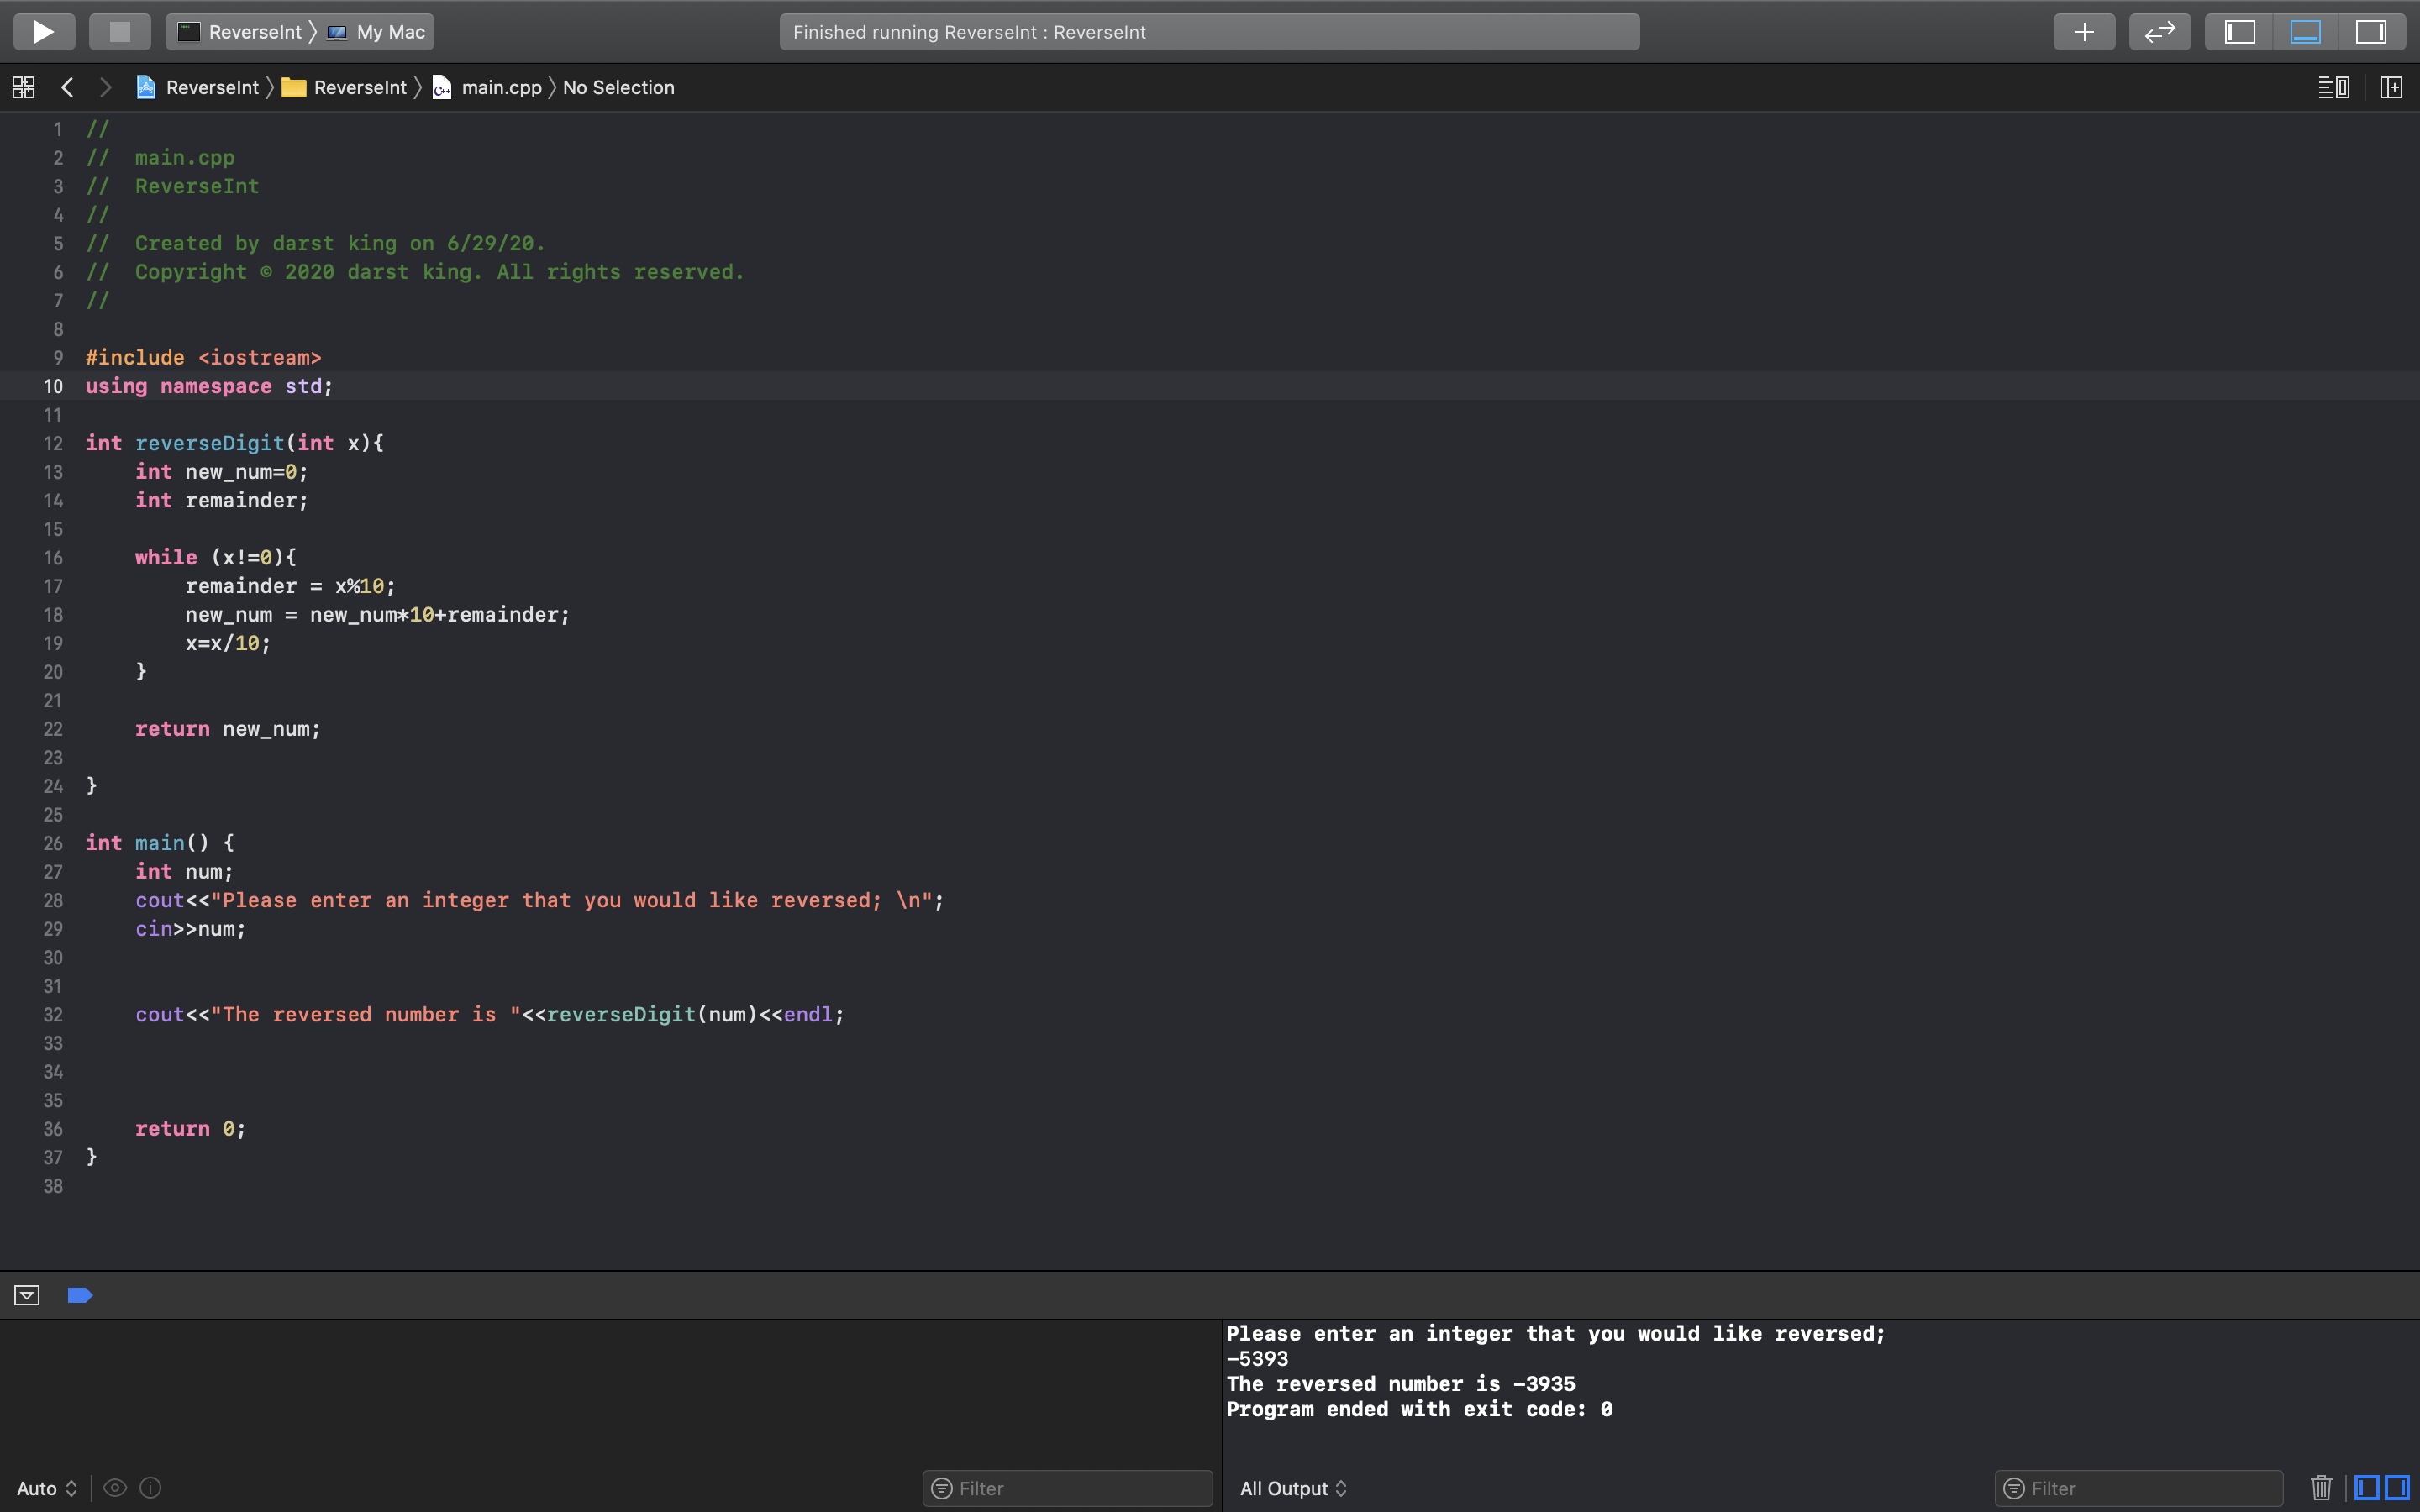 ReverseInt 〉 My Mac
Finished running ReverseInt : ReverseInt
ReverseInt 〉 ReverseInt 〉 main.cpp 〉 No Selection
1 //
2 //  main.cpp
3 //  ReverseInt
4 //
5 //  Created by darst king on 6/29/20.
6 //  Copyright © 2020 darst king. All rights reserved.
7 //
8
9 #include <iostream>
10 using namespace std;
11
12 int reverseDigit(int x){
13     int new_num=0;
14     int remainder;
15
16     while (x!=0){
17         remainder = x%10;
18         new_num = new_num*10+remainder;
19         x=x/10;
20     }
21
22     return new_num;
23
24 }
25
26 int main() {
27     int num;
28     cout<<"Please enter an integer that you would like reversed; \n";
29     cin>>num;
30
31
32     cout<<"The reversed number is "<<reverseDigit(num)<<endl;
33
34
35
36     return 0;
37 }
38
Please enter an integer that you would like reversed;
-5393
The reversed number is -3935
Program ended with exit code: 0
Auto
Filter
All Output
Filter